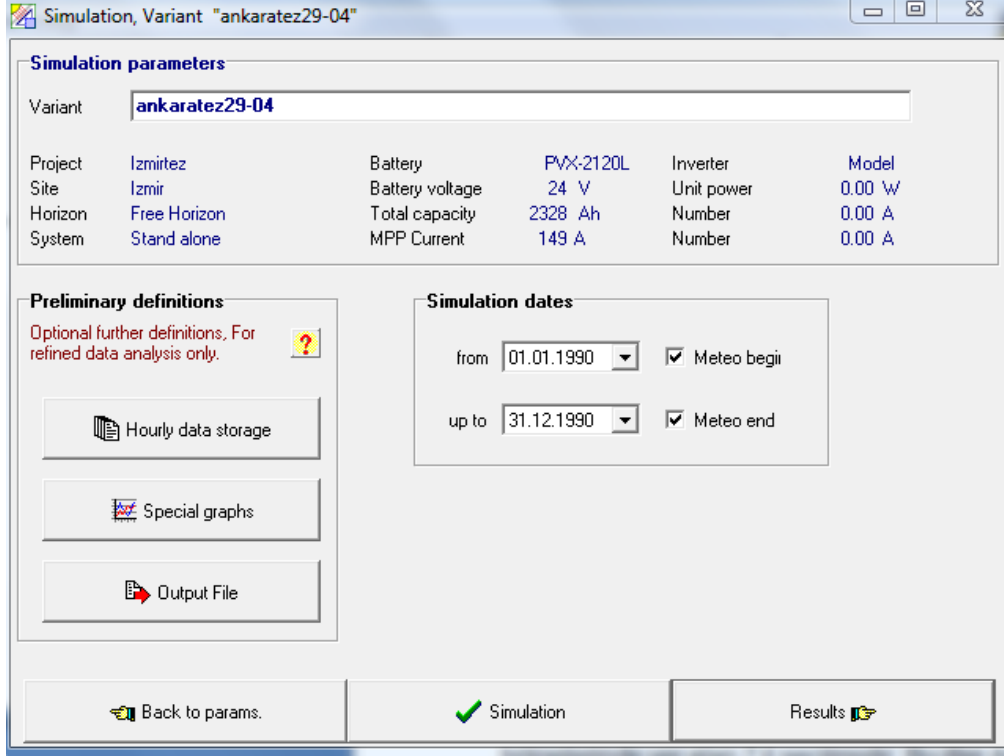 Simulation, Variant "ankaratez29-04"
Simulation parameters
Variant ankaratez29-04
Project Izmirtez Battery PVX-2120L Inverter Model
Site Izmir Battery voltage 24 V Unit power 0.00 W
Horizon Free Horizon Total capacity 2328 Ah Number 0.00 A
System Stand alone MPP Current 149 A Number 0.00 A
Preliminary definitions
Optional further definitions, For
refined data analysis only.
?
Hourly data storage
Special graphs
Output File
Simulation dates
from 01.01.1990 Meteo begii
up to 31.12.1990 Meteo end
Back to params. Simulation Results